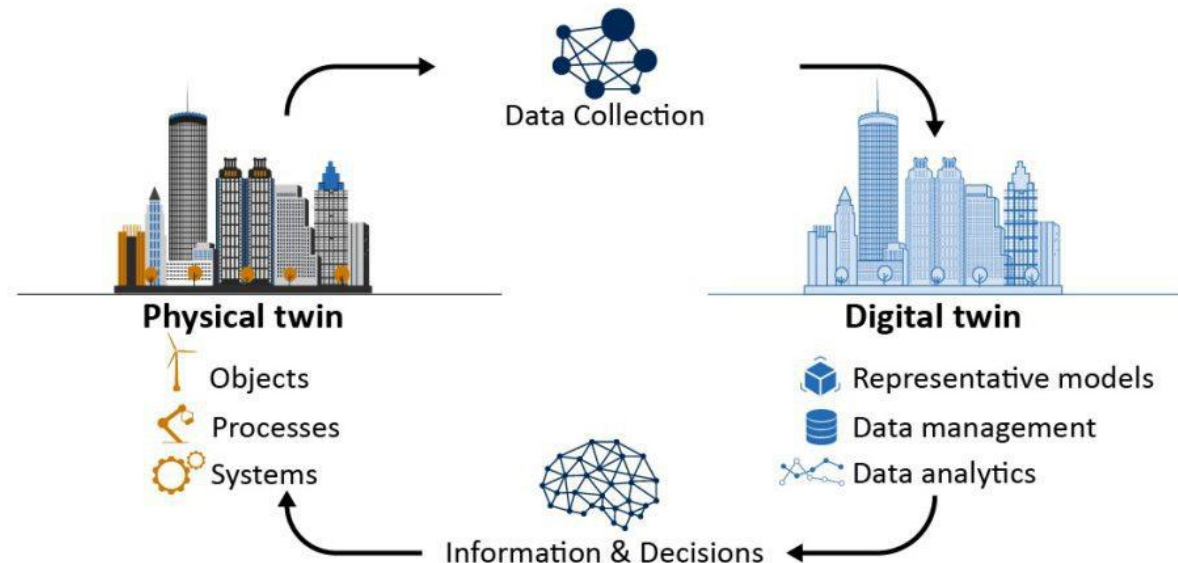 Data Collection
Physical twin
Objects
Processes
Systems
Digital twin
Representative models
Data management
Data analytics
Information & Decisions